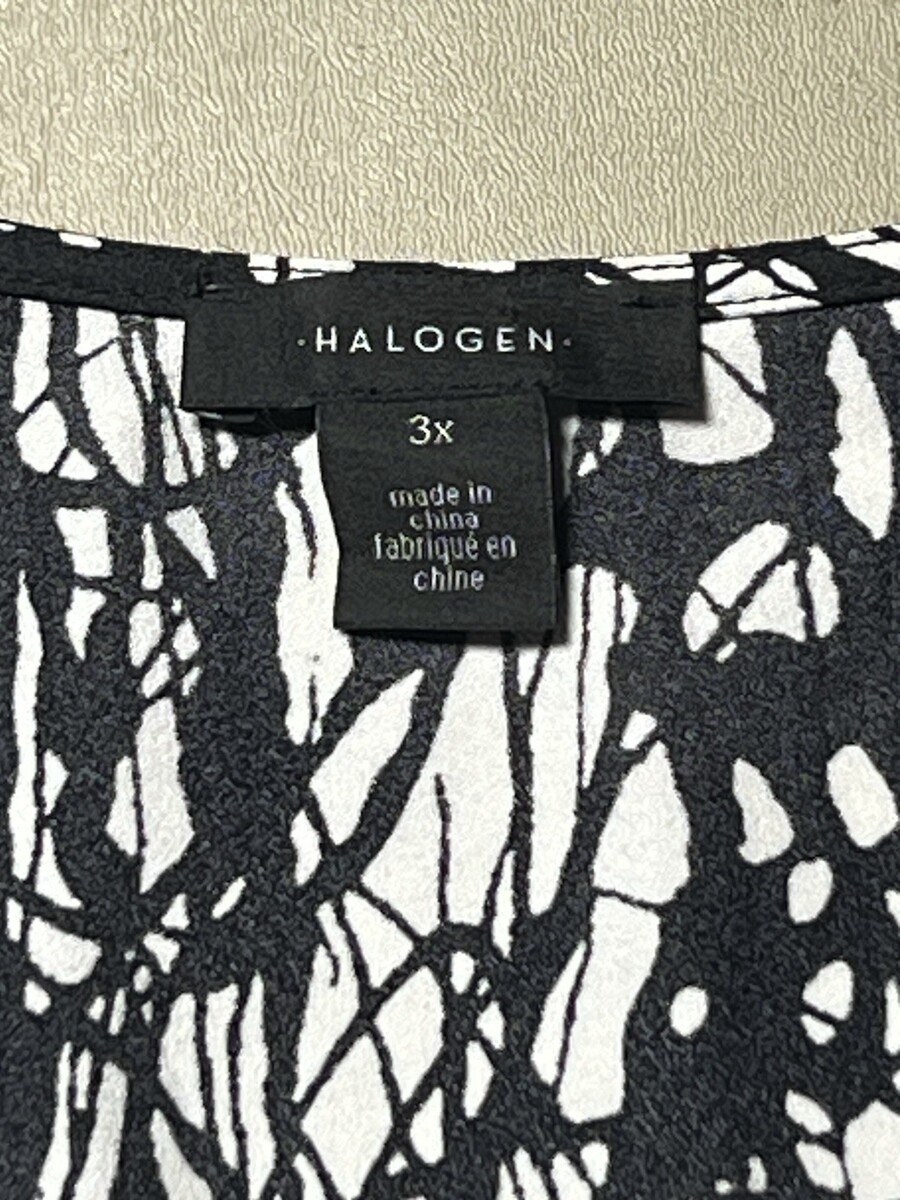 ·HALOGEN·
3x
made in
china
fabriqué en
chine